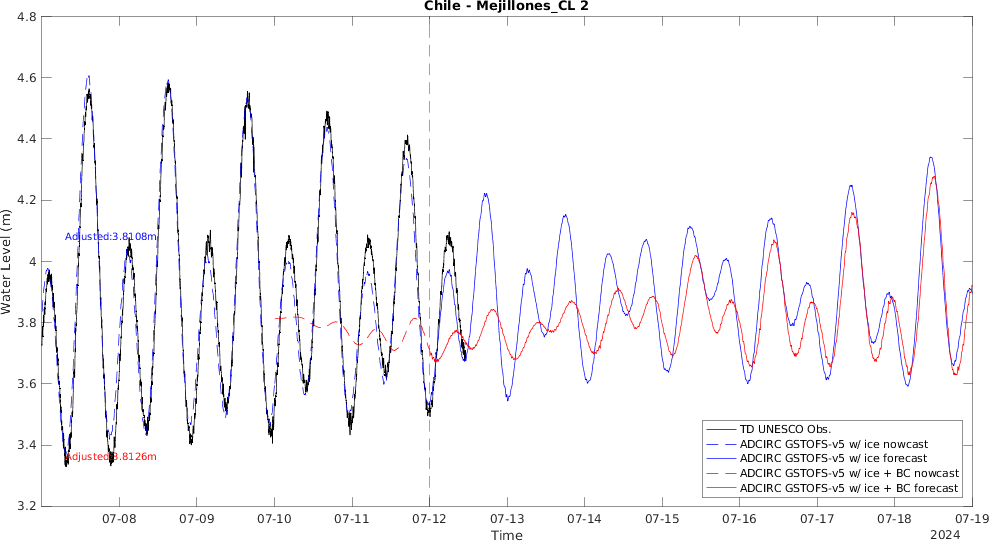 Chile - Mejillones_CL 2
4.8
4.6
4.4
4.2
4
3.8
3.6
3.4
3.2
Water Level (m)
Adjusted:3.8108m
Adjusted:3.8126m
TD UNESCO Obs.
ADCIRC GSTOFS-v5 w/ ice nowcast
ADCIRC GSTOFS-v5 w/ ice forecast
ADCIRC GSTOFS-v5 w/ ice + BC nowcast
ADCIRC GSTOFS-v5 w/ ice + BC forecast
07-08 07-09 07-10 07-11 07-12 07-13 07-14 07-15 07-16 07-17 07-18 07-19
Time
2024